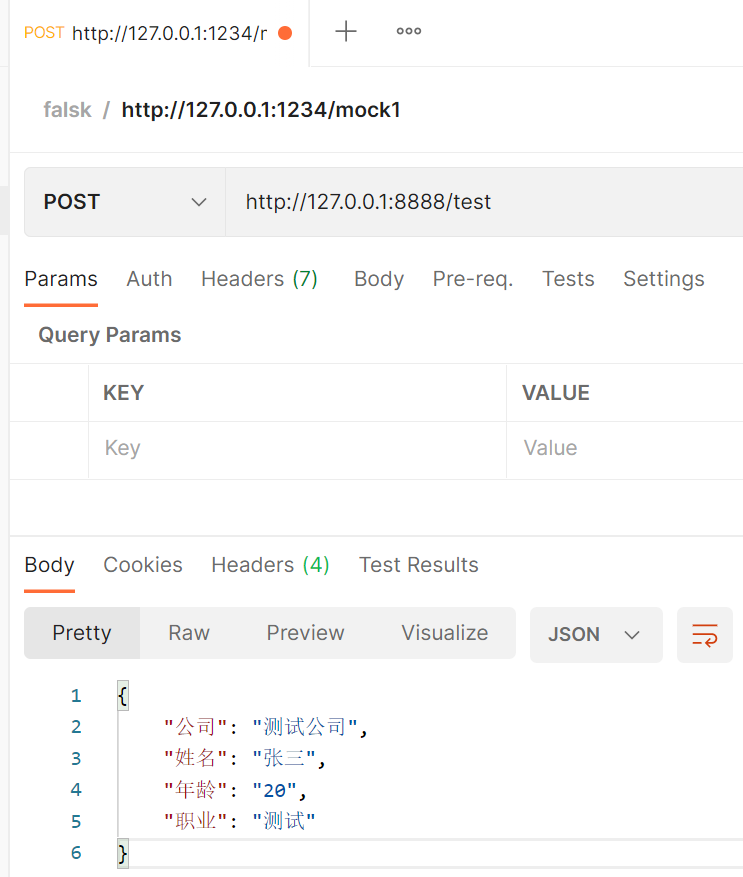 POST http://127.0.0.1:1234/r
falsk / http://127.0.0.1:1234/mock1
POST http://127.0.0.1:8888/test
Params Auth Headers (7) Body Pre-req. Tests Settings
Query Params
KEY VALUE
Key Value
Body Cookies Headers (4) Test Results
Pretty Raw Preview Visualize JSON
1 {
2 "公司": "测试公司",
3 "姓名": "张三",
4 "年龄": "20",
5 "职业": "测试"
6 }